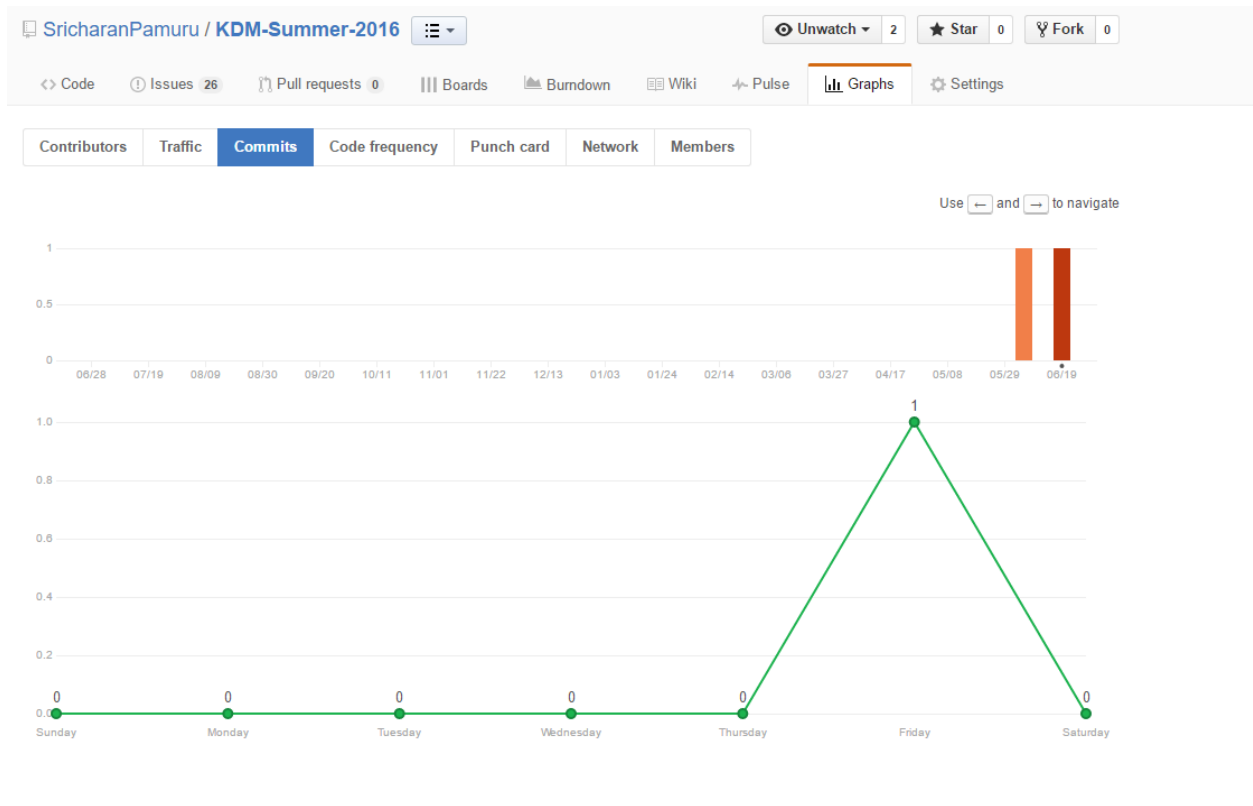 SricharanPamuru / KDM-Summer-2016 Unwatch 2 Star 0 Fork 0
Code Issues 26 Pull requests 0 Boards Burndown Wiki Pulse Graphs Settings
Contributors Traffic Commits Code frequency Punch card Network Members
Use ← and → to navigate
1
0.5
0
06/28 07/19 08/09 08/30 09/20 10/11 11/01 11/22 12/13 01/03 01/24 02/14 03/06 03/27 04/17 05/08 05/29 06/19
1
1.0
0.8
0.6
0.4
0.2
0 0 0 0 0 0
0.0
Sunday Monday Tuesday Wednesday Thursday Friday Saturday